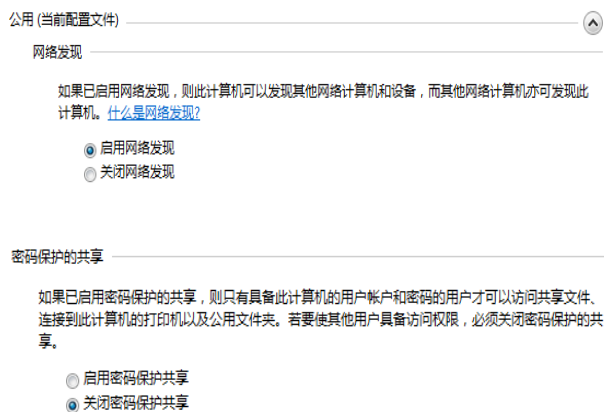 公用 (当前配置文件)
网络发现
如果已启用网络发现，则此计算机可以发现其他网络计算机和设备，而其他网络计算机亦可发现此
计算机。什么是网络发现?
启用网络发现
关闭网络发现
密码保护的共享
如果已启用密码保护的共享，则只有具备此计算机的用户帐户和密码的用户才可以访问共享文件、
连接到此计算机的打印机以及公用文件夹。若要使其他用户具备访问权限，必须关闭密码保护的共
享。
启用密码保护共享
关闭密码保护共享